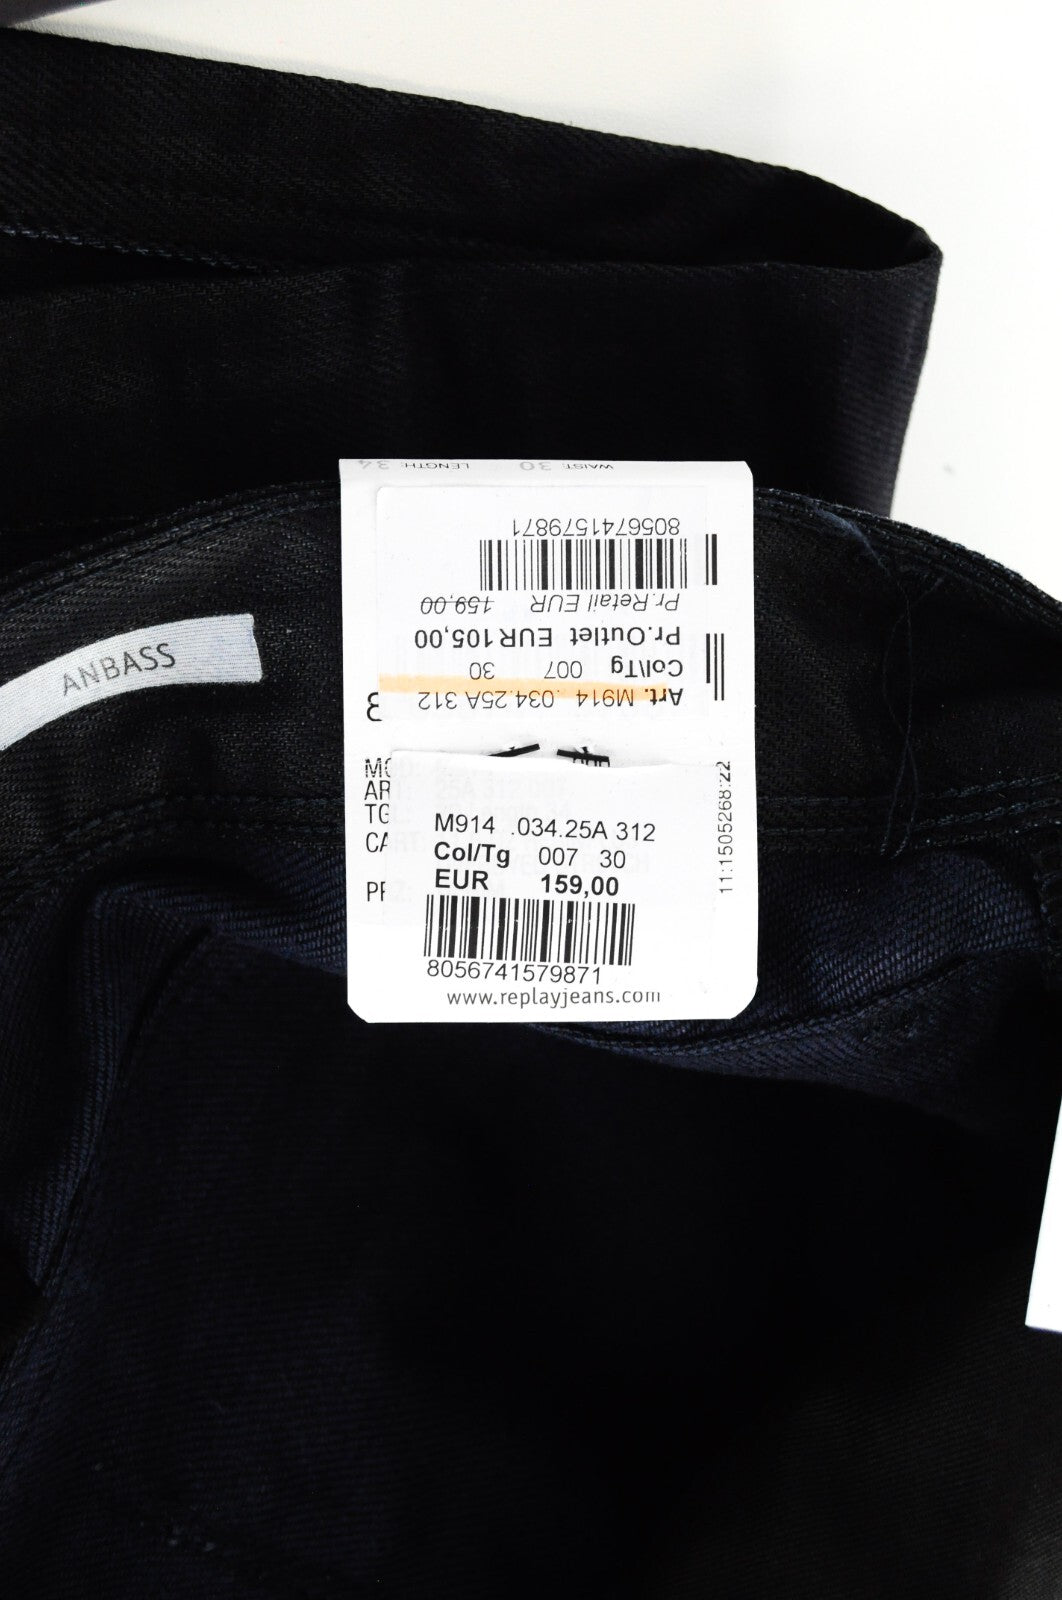 WAIST: 30 LENGTH: 34
8056741579871
Pr.Retail EUR 159,00
Pr.Outlet EUR 105,00
Col/Tg 007 30
Art. M914 .034.25A 312
ANBASS
M914 .034.25A 312
Col/Tg 007 30
EUR 159,00
8056741579871
www.replayjeans.com
11:1505268:22